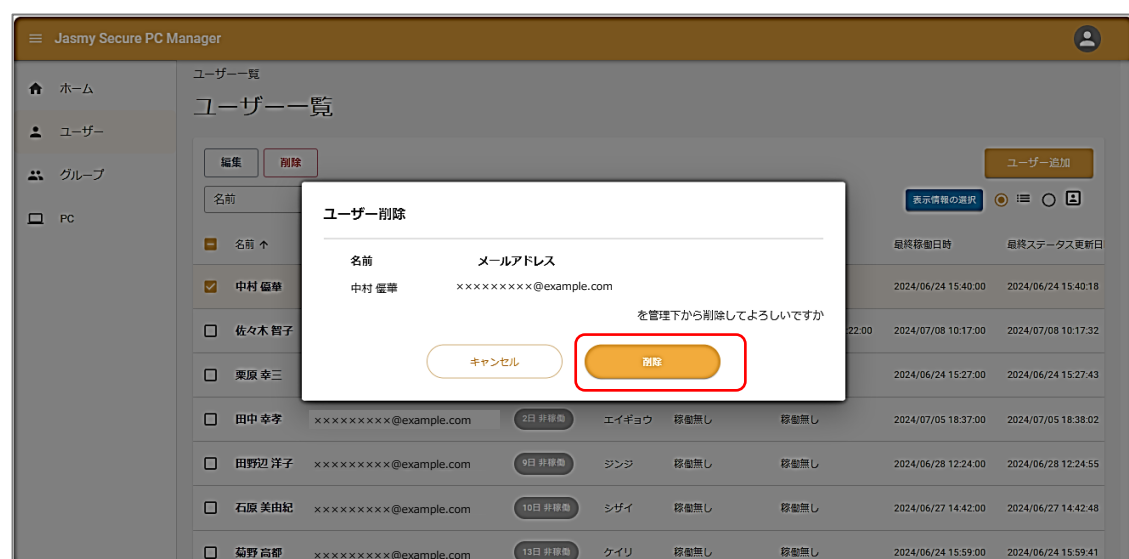 Jasmy Secure PC Manager
ホーム
ユーザー
グループ
PC
ユーザー一覧
ユーザー一覧
編集 削除 ユーザー追加
名前 表示情報の選択
名前 最終稼働日時 最終ステータス更新日
中村 優華 2024/06/24 15:40:00 2024/06/24 15:40:18
佐々木 智子 :22:00 2024/07/08 10:17:00 2024/07/08 10:17:32
栗原 幸三 2024/06/24 15:27:00 2024/06/24 15:27:43
田中 幸孝 ×××××××××@example.com 2日 非稼働 エイギョウ 稼働無し 稼働無し 2024/07/05 18:37:00 2024/07/05 18:38:02
田野辺 洋子 ×××××××××@example.com 9日 非稼働 ジンジ 稼働無し 稼働無し 2024/06/28 12:24:00 2024/06/28 12:24:55
石原 美由紀 ×××××××××@example.com 10日 非稼働 シザイ 稼働無し 稼働無し 2024/06/27 14:42:00 2024/06/27 14:42:48
菊野 高都 ×××××××××@example.com 13日 非稼働 ケイリ 稼働無し 稼働無し 2024/06/24 15:59:00 2024/06/24 15:59:41
ユーザー削除
名前 メールアドレス
中村 優華 ×××××××××@example.com
を管理下から削除してよろしいですか
キャンセル 削除